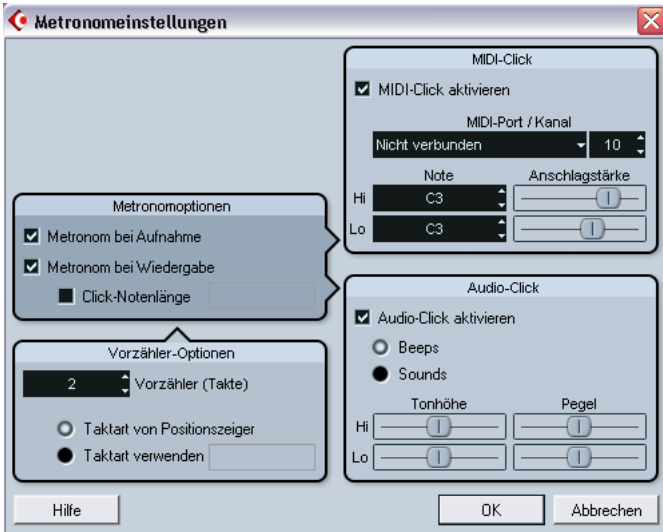 Metronomeinstellungen
MIDI-Click
MIDI-Click aktivieren
MIDI-Port / Kanal
Nicht verbunden 10
Note Anschlagstärke
Hi C3
Lo C3
Metronomoptionen
Metronom bei Aufnahme
Metronom bei Wiedergabe
Click-Notenlänge
Audio-Click
Audio-Click aktivieren
Beeps
Sounds
Tonhöhe Pegel
Hi
Lo
Vorzähler-Optionen
2 Vorzähler (Takte)
Taktart von Positionszeiger
Taktart verwenden
Hilfe OK Abbrechen